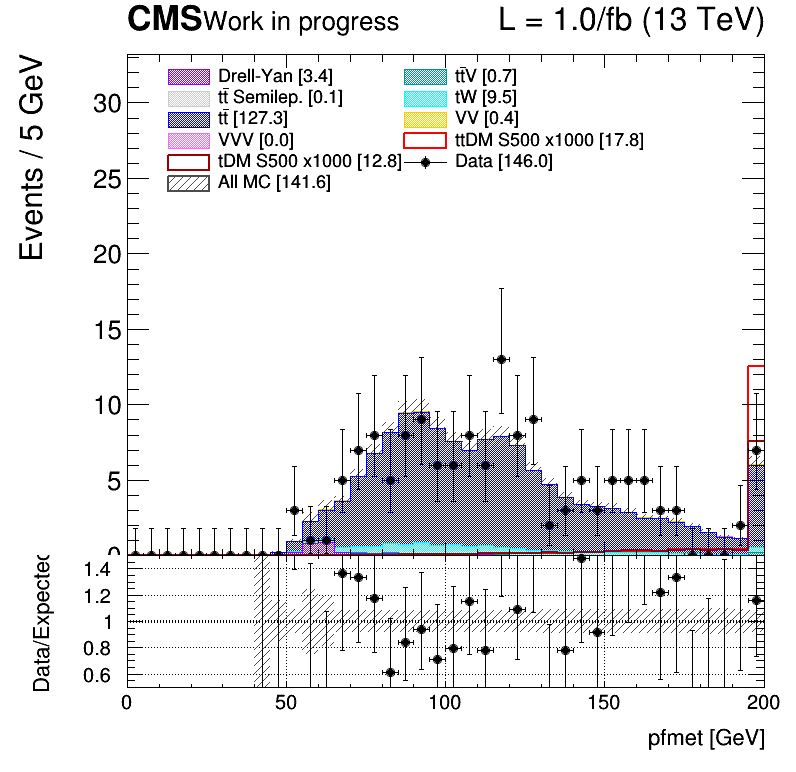 CMS Work in progress L = 1.0/fb (13 TeV)
Events / 5 GeV
Drell-Yan [3.4] tt̄V [0.7]
tt̄ Semilep. [0.1] tW [9.5]
tt̄ [127.3] VV [0.4]
VVV [0.0] ttDM S500 x1000 [17.8]
tDM S500 x1000 [12.8] Data [146.0]
All MC [141.6]
30
25
20
15
10
5
0
Data/Expected
1.4
1.2
1
0.8
0.6
0 50 100 150 200
pfmet [GeV]